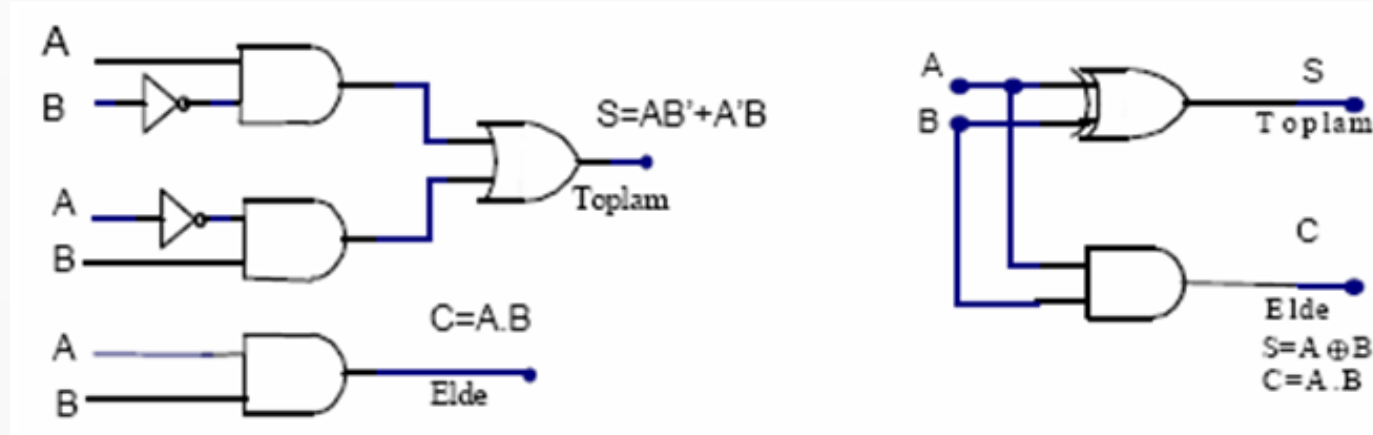 A
B
S=AB'+A'B
Toplam
A
B
C=A.B
A
Elde
B
A
S
B
Toplam
C
Elde
S=A⊕B
C=A.B